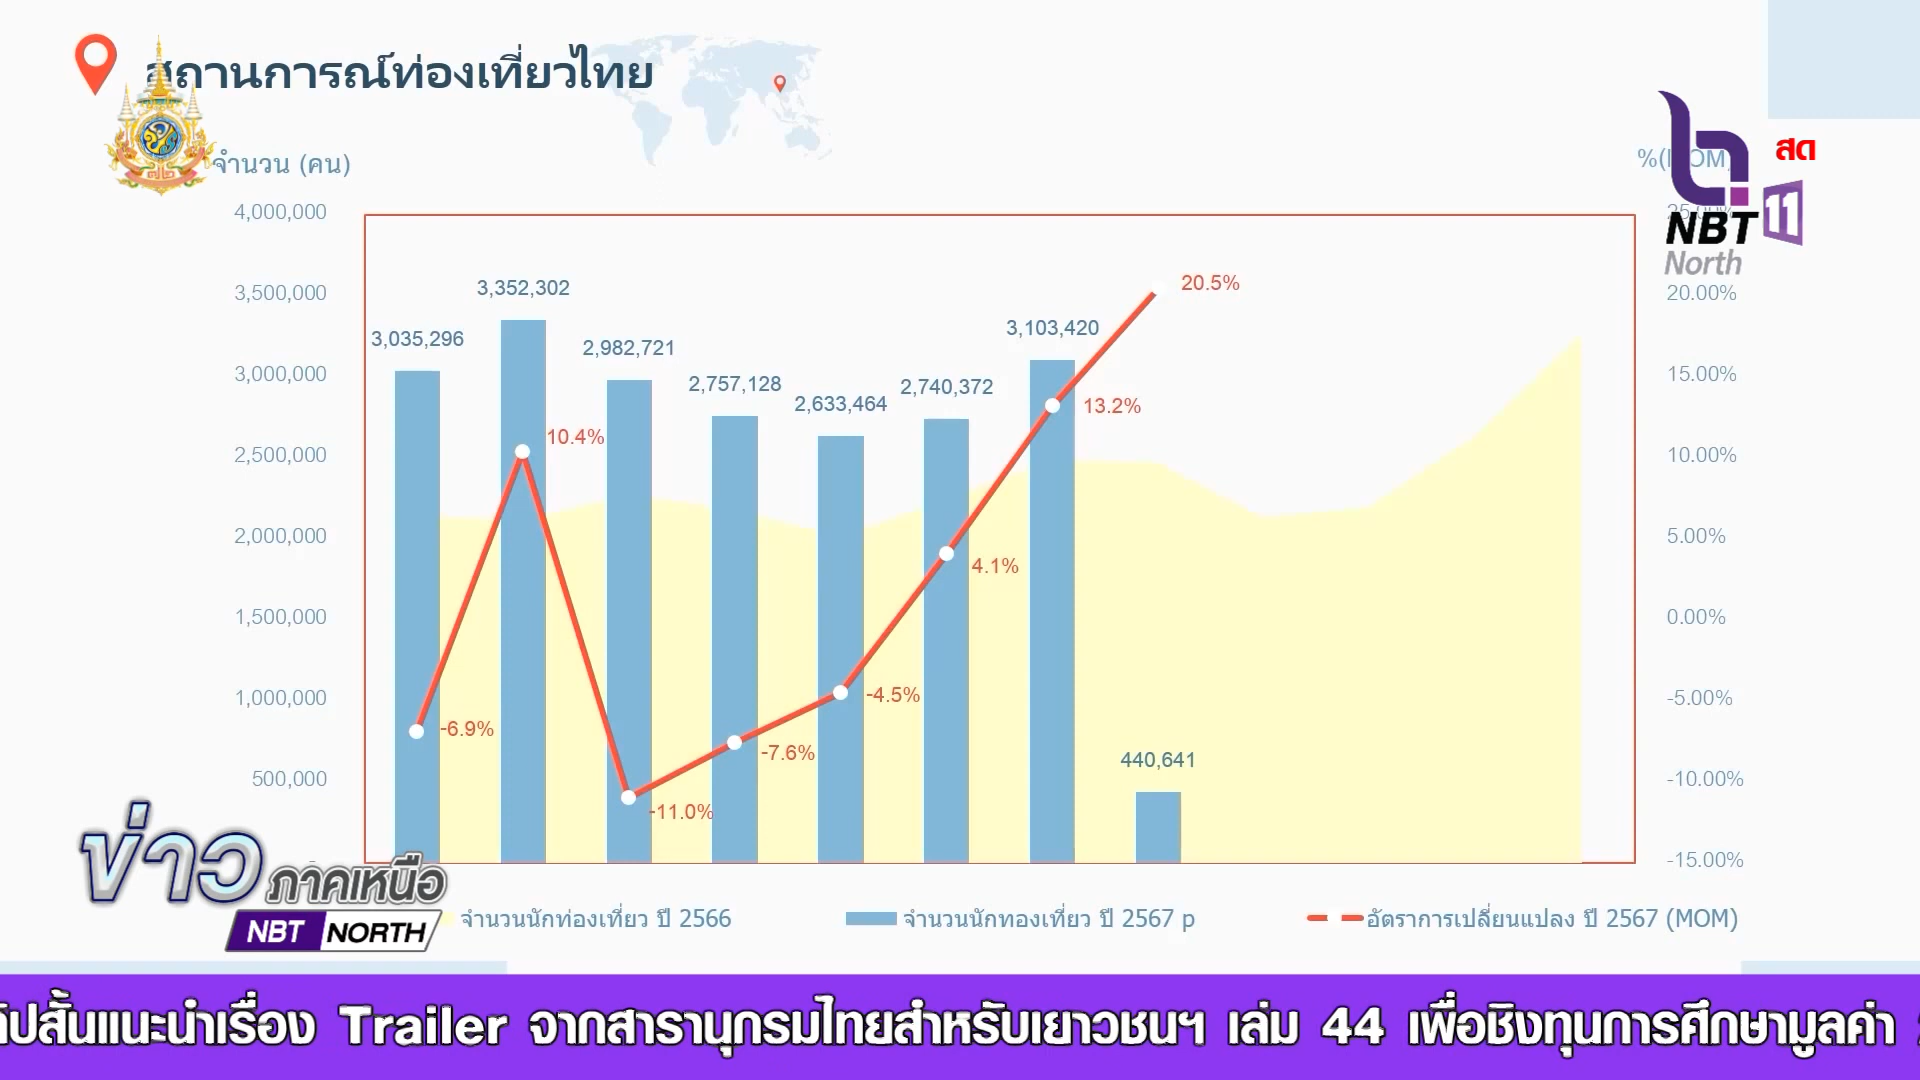 สถานการณ์ท่องเที่ยวไทย
จำนวน (คน)
สด
4,000,000
3,500,000
3,000,000
2,500,000
2,000,000
1,500,000
1,000,000
500,000
3,035,296
3,352,302
2,982,721
2,757,128
2,633,464
2,740,372
3,103,420
440,641
-6.9%
10.4%
-11.0%
-7.6%
-4.5%
4.1%
13.2%
20.5%
NBT 11
North
20.00%
15.00%
10.00%
5.00%
0.00%
-5.00%
-10.00%
-15.00%
ข่าว ภาคเหนือ
NBT NORTH
จำนวนนักท่องเที่ยว ปี 2566
จำนวนนักทองเที่ยว ปี 2567 p
อัตราการเปลี่ยนแปลง ปี 2567 (MOM)
แนะนำเรื่อง Trailer จากสารานุกรมไทยสำหรับเยาวชนฯ เล่ม 44 เพื่อชิงทุนการศึกษามูลค่า